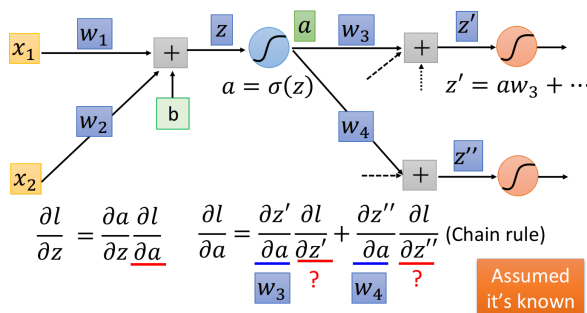 x₁ w₁ + z a w₃ + z'
a = σ(z) z' = aw₃ + ⋯
w₂ b w₄
x₂ + z''
∂l/∂z = ∂a/∂z ∂l/∂a ∂l/∂a = ∂z'/∂a ∂l/∂z' + ∂z''/∂a ∂l/∂z'' (Chain rule)
w₃ ? w₄ ?
Assumed
it's known